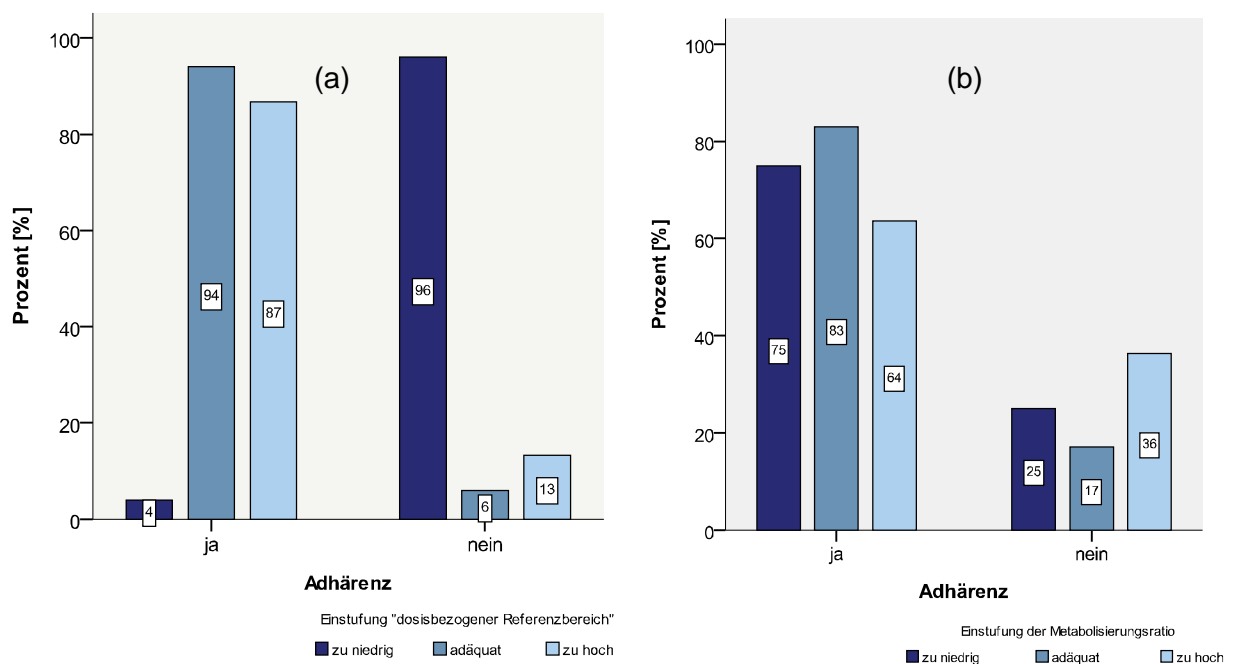 (a)
Prozent [%]
100
80
60
40
20
0
4
94
87
96
6
13
ja
nein
Adhärenz
Einstufung "dosisbezogener Referenzbereich"
zu niedrig adäquat zu hoch
(b)
Prozent [%]
100
80
60
40
20
0
75
83
64
25
17
36
ja
nein
Adhärenz
Einstufung der Metabolisierungsratio
zu niedrig adäquat zu hoch